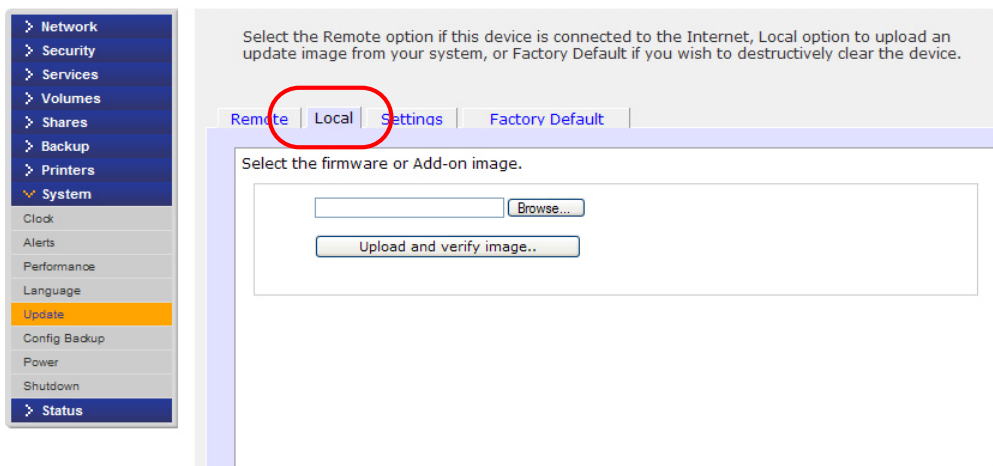 Network
Security
Services
Volumes
Shares
Backup
Printers
System
Clock
Alerts
Performance
Language
Update
Config Backup
Power
Shutdown
Status
Select the Remote option if this device is connected to the Internet, Local option to upload an
update image from your system, or Factory Default if you wish to destructively clear the device.
Remote Local Settings Factory Default
Select the firmware or Add-on image.
Browse...
Upload and verify image..